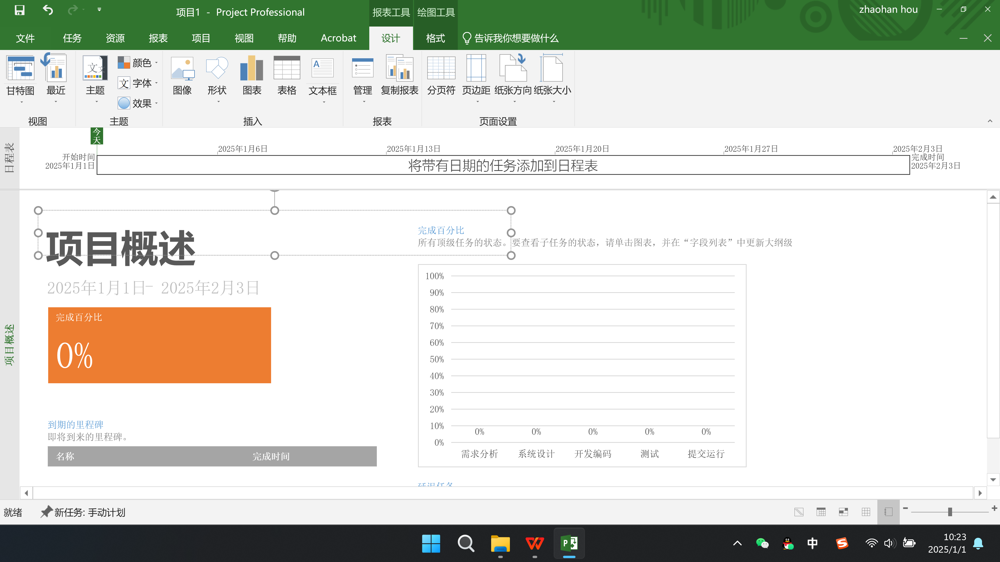 项目1 - Project Professional
报表工具 绘图工具
zhaohan hou
文件 任务 资源 报表 项目 视图 帮助 Acrobat 设计 格式 告诉我你想要做什么
甘特图 最近 主题 颜色 字体 效果 图像 形状 图表 表格 文本框 管理 复制报表 分页符 页边距 纸张方向 纸张大小
视图 主题 插入 报表 页面设置
日程表
今天
2025年1月6日 2025年1月13日 2025年1月20日 2025年1月27日 2025年2月3日
开始时间
2025年1月1日
将带有日期的任务添加到日程表
完成时间
2025年2月3日
项目概述
项目概述
2025年1月1日– 2025年2月3日
完成百分比
0%
到期的里程碑
即将到来的里程碑。
名称 完成时间
完成百分比
所有顶级任务的状态。要查看子任务的状态，请单击图表，并在“字段列表”中更新大纲级
100%
90%
80%
70%
60%
50%
40%
30%
20%
10%
0%
0% 0% 0% 0% 0%
需求分析 系统设计 开发编码 测试 提交运行
延迟任务
就绪 新任务: 手动计划
中
10:23
2025/1/1